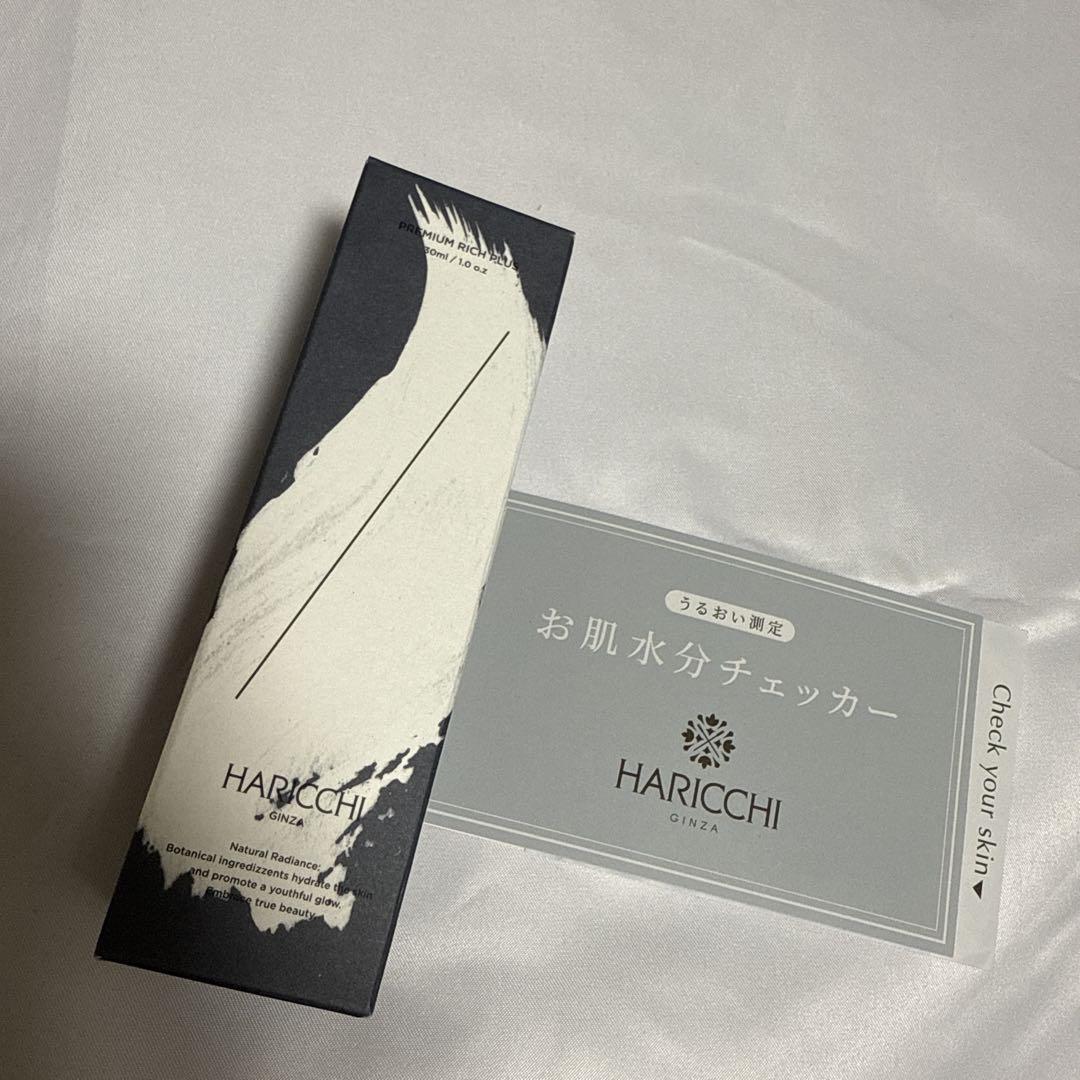 PREMIUM RICH PLUS
30ml / 1.0 o.z
HARICCHI
GINZA
Natural Radiance;
Botanical ingredizzents hydrate the skin
and promote a youthful glow.
Embrace true beauty.
うるおい測定
お肌水分チェッカー
HARICCHI
GINZA
Check your skin▼